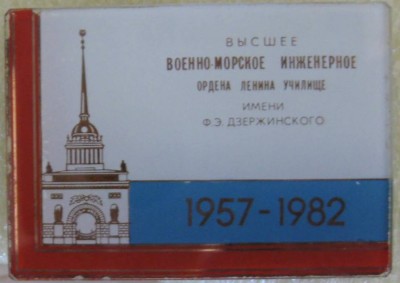 ВЫСШЕЕ
ВОЕННО-МОРСКОЕ ИНЖЕНЕРНОЕ
ОРДЕНА ЛЕНИНА УЧИЛИЩЕ
ИМЕНИ
Ф.Э.ДЗЕРЖИНСКОГО
1957-1982